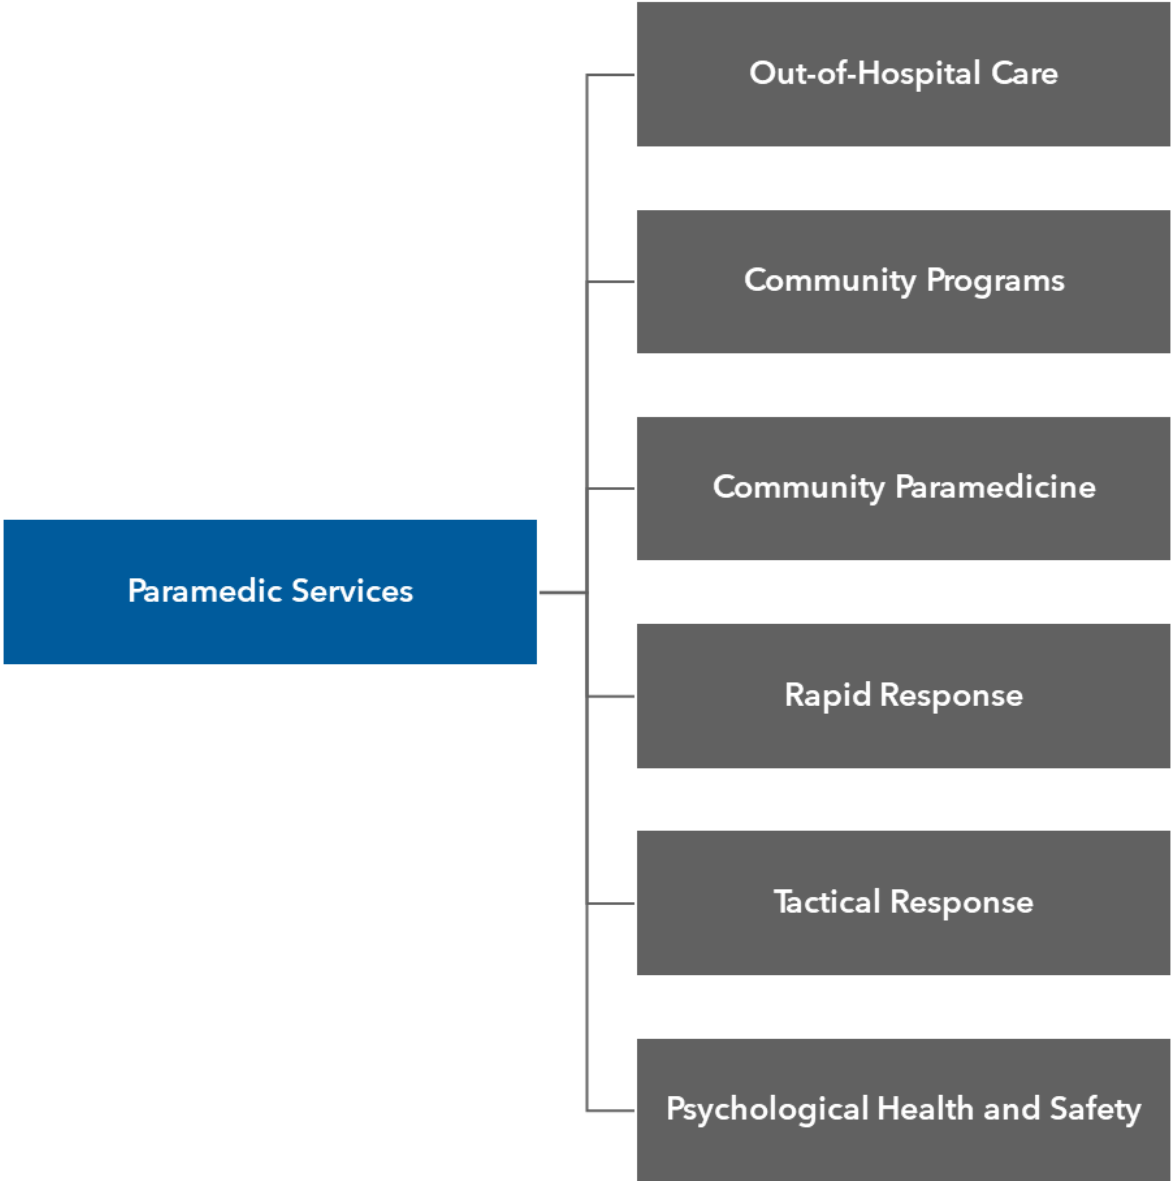 Out-of-Hospital Care
Community Programs
Community Paramedicine
Paramedic Services
Rapid Response
Tactical Response
Psychological Health and Safety